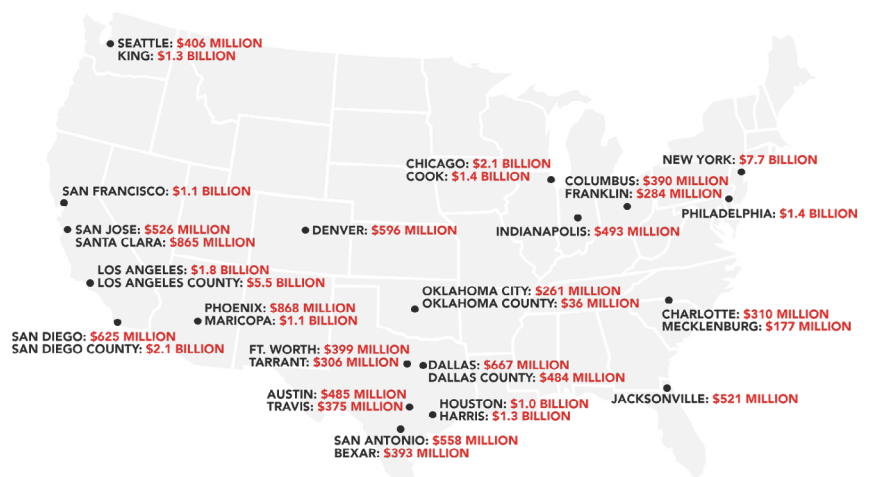 SEATTLE: $406 MILLION
KING: $1.3 BILLION
NEW YORK: $7.7 BILLION
CHICAGO: $2.1 BILLION
COOK: $1.4 BILLION
COLUMBUS: $390 MILLION
FRANKLIN: $284 MILLION
SAN FRANCISCO: $1.1 BILLION
PHILADELPHIA: $1.4 BILLION
SAN JOSE: $526 MILLION
SANTA CLARA: $865 MILLION
DENVER: $596 MILLION
INDIANAPOLIS: $493 MILLION
LOS ANGELES: $1.8 BILLION
LOS ANGELES COUNTY: $5.5 BILLION
OKLAHOMA CITY: $261 MILLION
OKLAHOMA COUNTY: $36 MILLION
PHOENIX: $868 MILLION
MARICOPA: $1.1 BILLION
CHARLOTTE: $310 MILLION
MECKLENBURG: $177 MILLION
SAN DIEGO: $625 MILLION
SAN DIEGO COUNTY: $2.1 BILLION
FT. WORTH: $399 MILLION
TARRANT: $306 MILLION
DALLAS: $667 MILLION
DALLAS COUNTY: $484 MILLION
AUSTIN: $485 MILLION
TRAVIS: $375 MILLION
HOUSTON: $1.0 BILLION
HARRIS: $1.3 BILLION
JACKSONVILLE: $521 MILLION
SAN ANTONIO: $558 MILLION
BEXAR: $393 MILLION